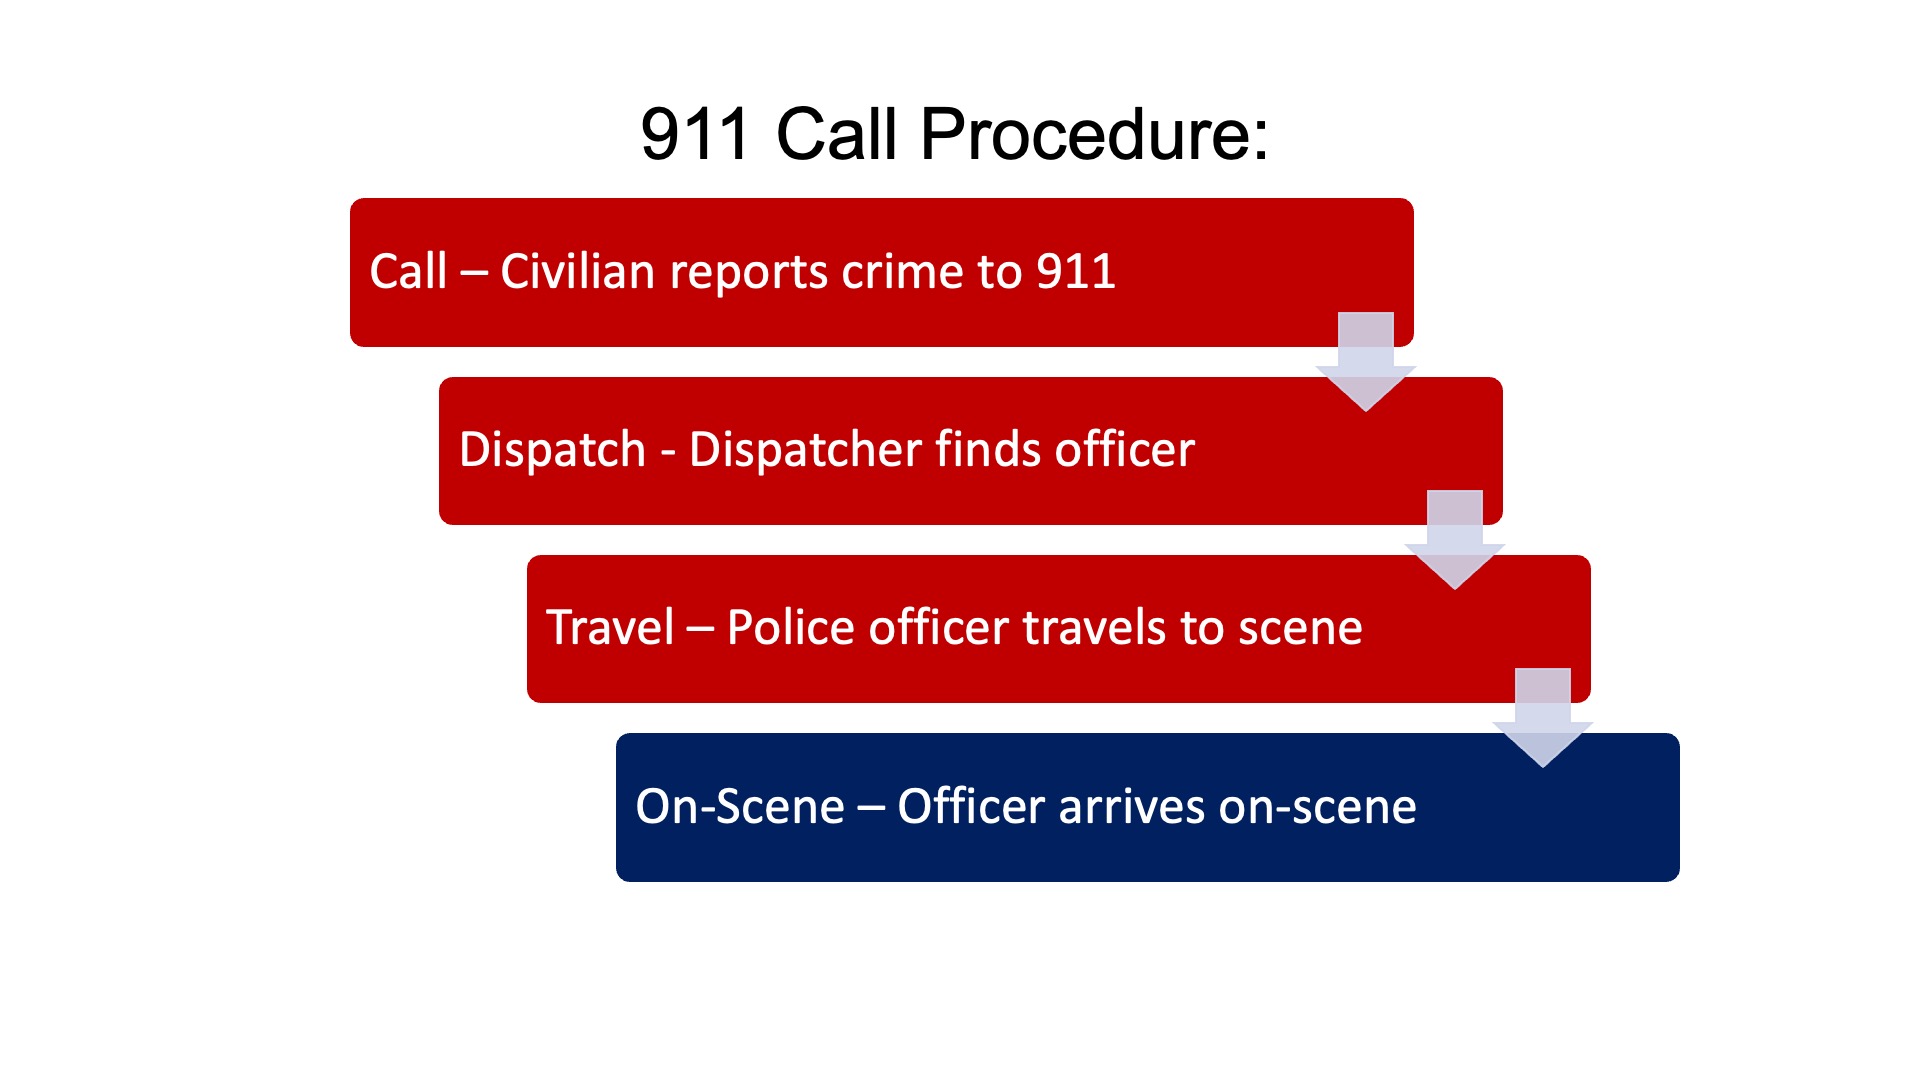 911 Call Procedure:
Call – Civilian reports crime to 911
Dispatch - Dispatcher finds officer
Travel – Police officer travels to scene
On-Scene – Officer arrives on-scene